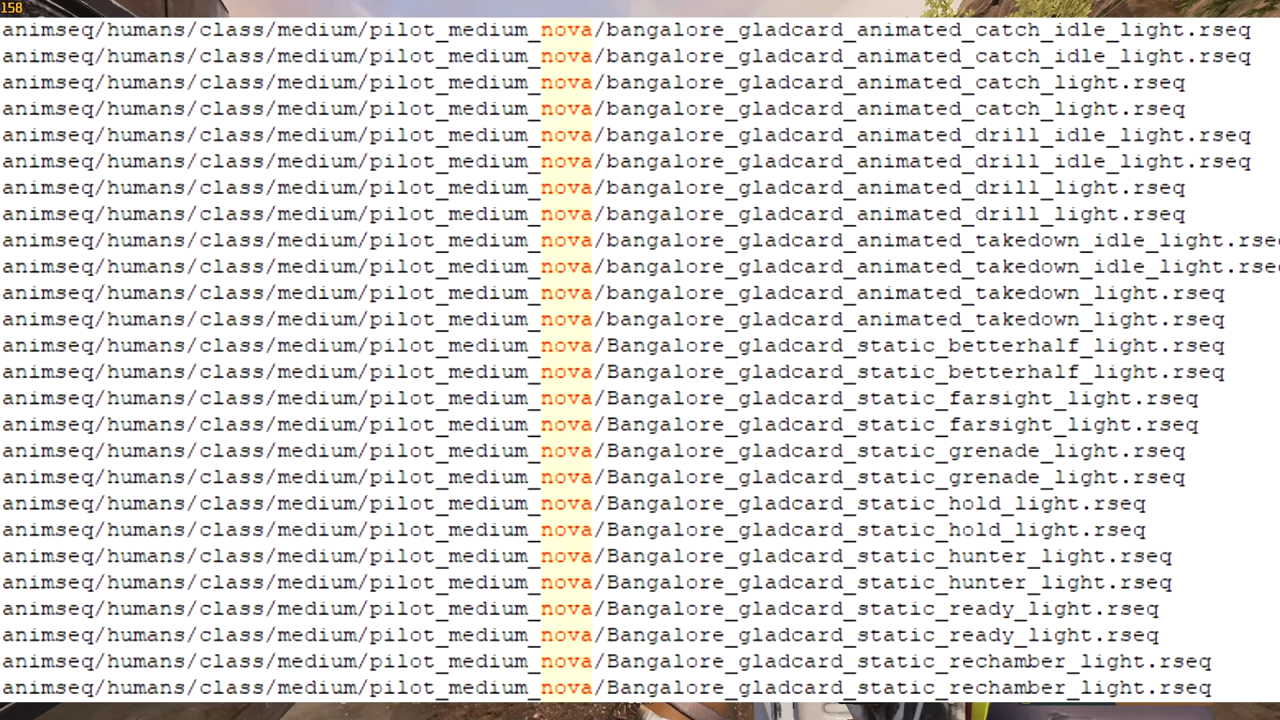 158
animseq/humans/class/medium/pilot_medium_nova/bangalore_gladcard_animated_catch_idle_light.rseq
animseq/humans/class/medium/pilot_medium_nova/bangalore_gladcard_animated_catch_idle_light.rseq
animseq/humans/class/medium/pilot_medium_nova/bangalore_gladcard_animated_catch_light.rseq
animseq/humans/class/medium/pilot_medium_nova/bangalore_gladcard_animated_catch_light.rseq
animseq/humans/class/medium/pilot_medium_nova/bangalore_gladcard_animated_drill_idle_light.rseq
animseq/humans/class/medium/pilot_medium_nova/bangalore_gladcard_animated_drill_idle_light.rseq
animseq/humans/class/medium/pilot_medium_nova/bangalore_gladcard_animated_drill_light.rseq
animseq/humans/class/medium/pilot_medium_nova/bangalore_gladcard_animated_drill_light.rseq
animseq/humans/class/medium/pilot_medium_nova/bangalore_gladcard_animated_takedown_idle_light.rse
animseq/humans/class/medium/pilot_medium_nova/bangalore_gladcard_animated_takedown_idle_light.rse
animseq/humans/class/medium/pilot_medium_nova/bangalore_gladcard_animated_takedown_light.rseq
animseq/humans/class/medium/pilot_medium_nova/bangalore_gladcard_animated_takedown_light.rseq
animseq/humans/class/medium/pilot_medium_nova/Bangalore_gladcard_static_betterhalf_light.rseq
animseq/humans/class/medium/pilot_medium_nova/Bangalore_gladcard_static_betterhalf_light.rseq
animseq/humans/class/medium/pilot_medium_nova/Bangalore_gladcard_static_farsight_light.rseq
animseq/humans/class/medium/pilot_medium_nova/Bangalore_gladcard_static_farsight_light.rseq
animseq/humans/class/medium/pilot_medium_nova/Bangalore_gladcard_static_grenade_light.rseq
animseq/humans/class/medium/pilot_medium_nova/Bangalore_gladcard_static_grenade_light.rseq
animseq/humans/class/medium/pilot_medium_nova/Bangalore_gladcard_static_hold_light.rseq
animseq/humans/class/medium/pilot_medium_nova/Bangalore_gladcard_static_hold_light.rseq
animseq/humans/class/medium/pilot_medium_nova/Bangalore_gladcard_static_hunter_light.rseq
animseq/humans/class/medium/pilot_medium_nova/Bangalore_gladcard_static_hunter_light.rseq
animseq/humans/class/medium/pilot_medium_nova/Bangalore_gladcard_static_ready_light.rseq
animseq/humans/class/medium/pilot_medium_nova/Bangalore_gladcard_static_ready_light.rseq
animseq/humans/class/medium/pilot_medium_nova/Bangalore_gladcard_static_rechamber_light.rseq
animseq/humans/class/medium/pilot_medium_nova/Bangalore_gladcard_static_rechamber_light.rseq